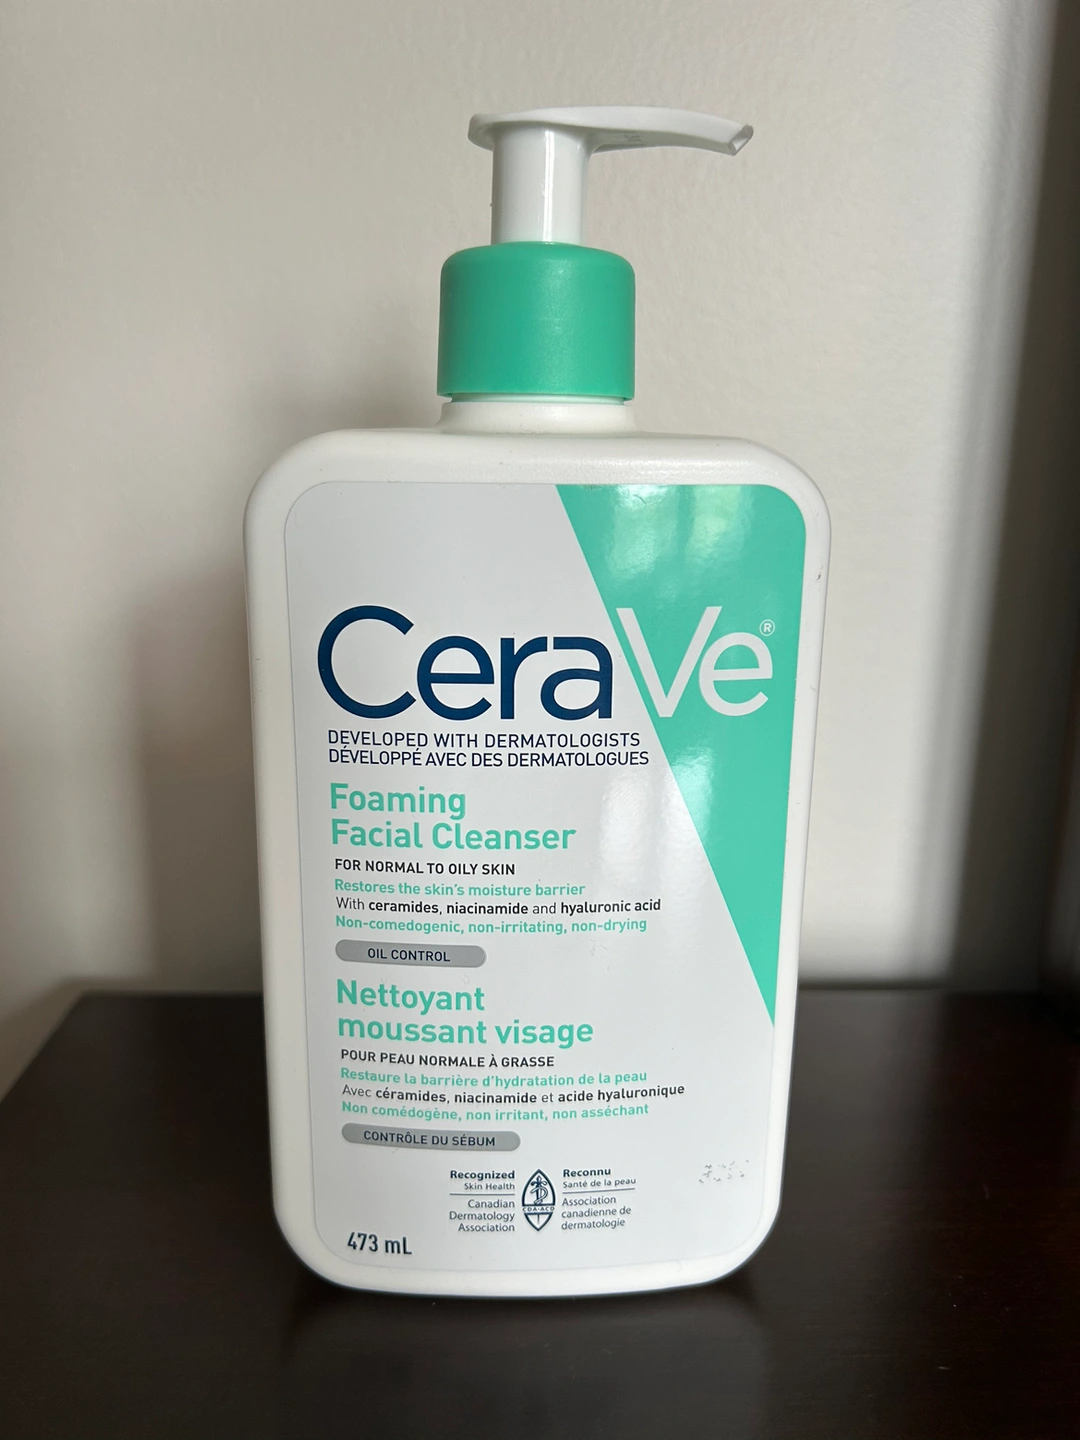 CeraVe®
DEVELOPED WITH DERMATOLOGISTS
DÉVELOPPÉ AVEC DES DERMATOLOGUES
Foaming
Facial Cleanser
FOR NORMAL TO OILY SKIN
Restores the skin's moisture barrier
With ceramides, niacinamide and hyaluronic acid
Non-comedogenic, non-irritating, non-drying
OIL CONTROL
Nettoyant
moussant visage
POUR PEAU NORMALE À GRASSE
Restaure la barrière d'hydratation de la peau
Avec céramides, niacinamide et acide hyaluronique
Non comédogène, non irritant, non asséchant
CONTRÔLE DU SÉBUM
Recognized
Skin Health
Canadian
Dermatology
Association
CDA-ACD
Reconnu
Santé de la peau
Association
canadienne de
dermatologie
473 mL